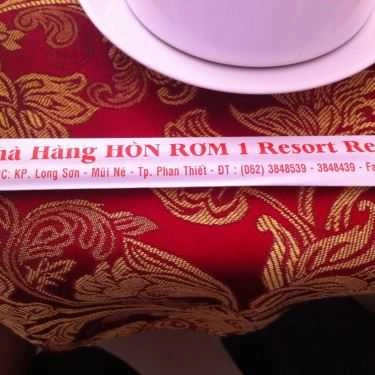 hà Hàng HÒN RƠM 1 Resort Re
C: KP. Long Sơn - Mũi Né - Tp. Phan Thiết - ĐT : (062) 3848539 - 3848439 - Fa